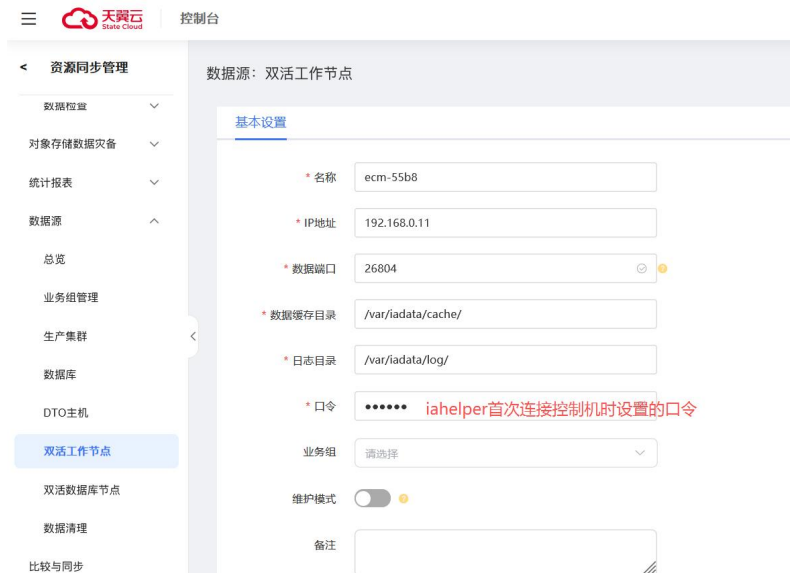 天翼云
State Cloud
控制台
< 资源同步管理
数据检查
对象存储数据灾备
统计报表
数据源
总览
业务组管理
生产集群
数据库
DTO主机
双活工作节点
双活数据库节点
数据清理
比较与同步
数据源：双活工作节点
基本设置
* 名称 ecm-55b8
* IP地址 192.168.0.11
* 数据端口 26804
* 数据缓存目录 /var/iadata/cache/
* 日志目录 /var/iadata/log/
* 口令 •••••• iahelper首次连接控制机时设置的口令
业务组 请选择
维护模式
备注